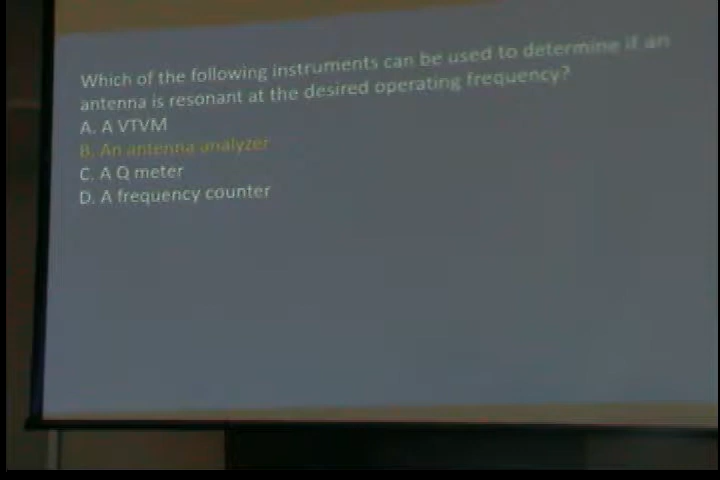 Which of the following instruments can be used to determine if an
antenna is resonant at the desired operating frequency?
A. A VTVM
B. An antenna analyzer
C. A Q meter
D. A frequency counter